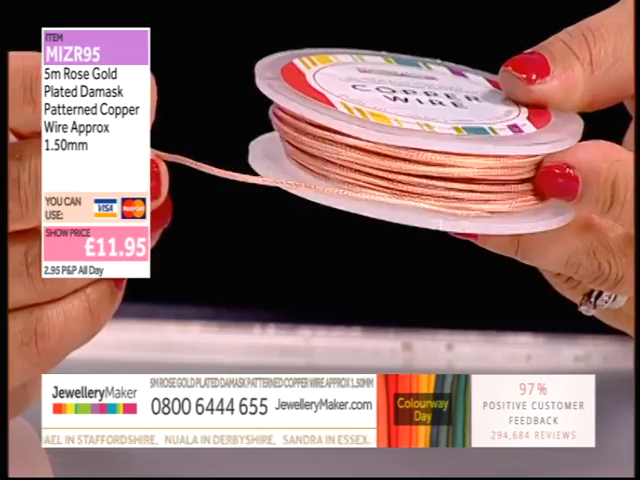 ITEM
MIZR95
5m Rose Gold
Plated Damask
Patterned Copper
Wire Approx
1.50mm
YOU CAN
USE:
VISA
MasterCard
SHOW PRICE
£11.95
2.95 P&P All Day
COPPER
WIRE
JewelleryMaker
5M ROSE GOLD PLATED DAMASK PATTERNED COPPER WIRE APPROX 1.50MM
0800 6444 655 JewelleryMaker.com
AEL IN STAFFORDSHIRE, NUALA IN DERBYSHIRE, SANDRA IN ESSEX.
Colourway
Day
97%
POSITIVE CUSTOMER
FEEDBACK
294,684 REVIEWS